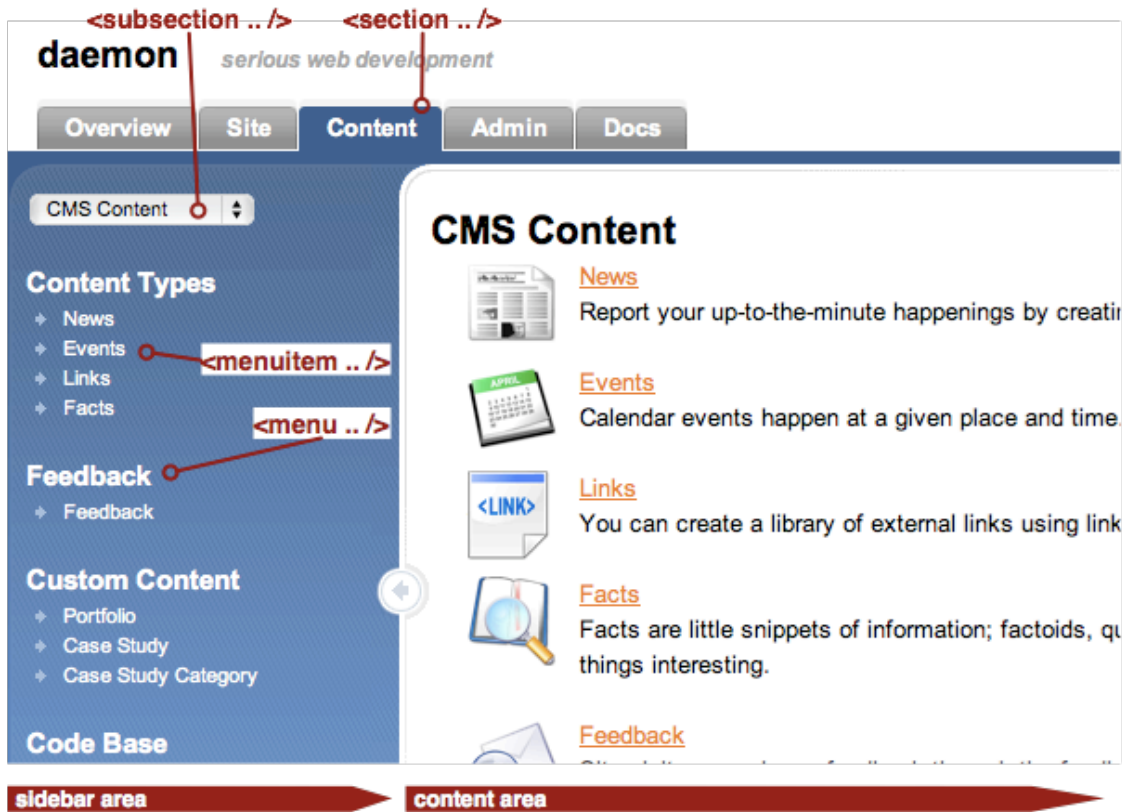 <subsection .. />
<section .. />
daemon
serious web development
Overview
Site
Content
Admin
Docs
CMS Content
Content Types
News
Events
Links
Facts
<menuitem .. />
<menu .. />
Feedback
Feedback
Custom Content
Portfolio
Case Study
Case Study Category
Code Base
CMS Content
News
Report your up-to-the-minute happenings by creatin
APRIL
Events
Calendar events happen at a given place and time.
<LINK>
Links
You can create a library of external links using link
Facts
Facts are little snippets of information; factoids, qu
things interesting.
Feedback
sidebar area
content area